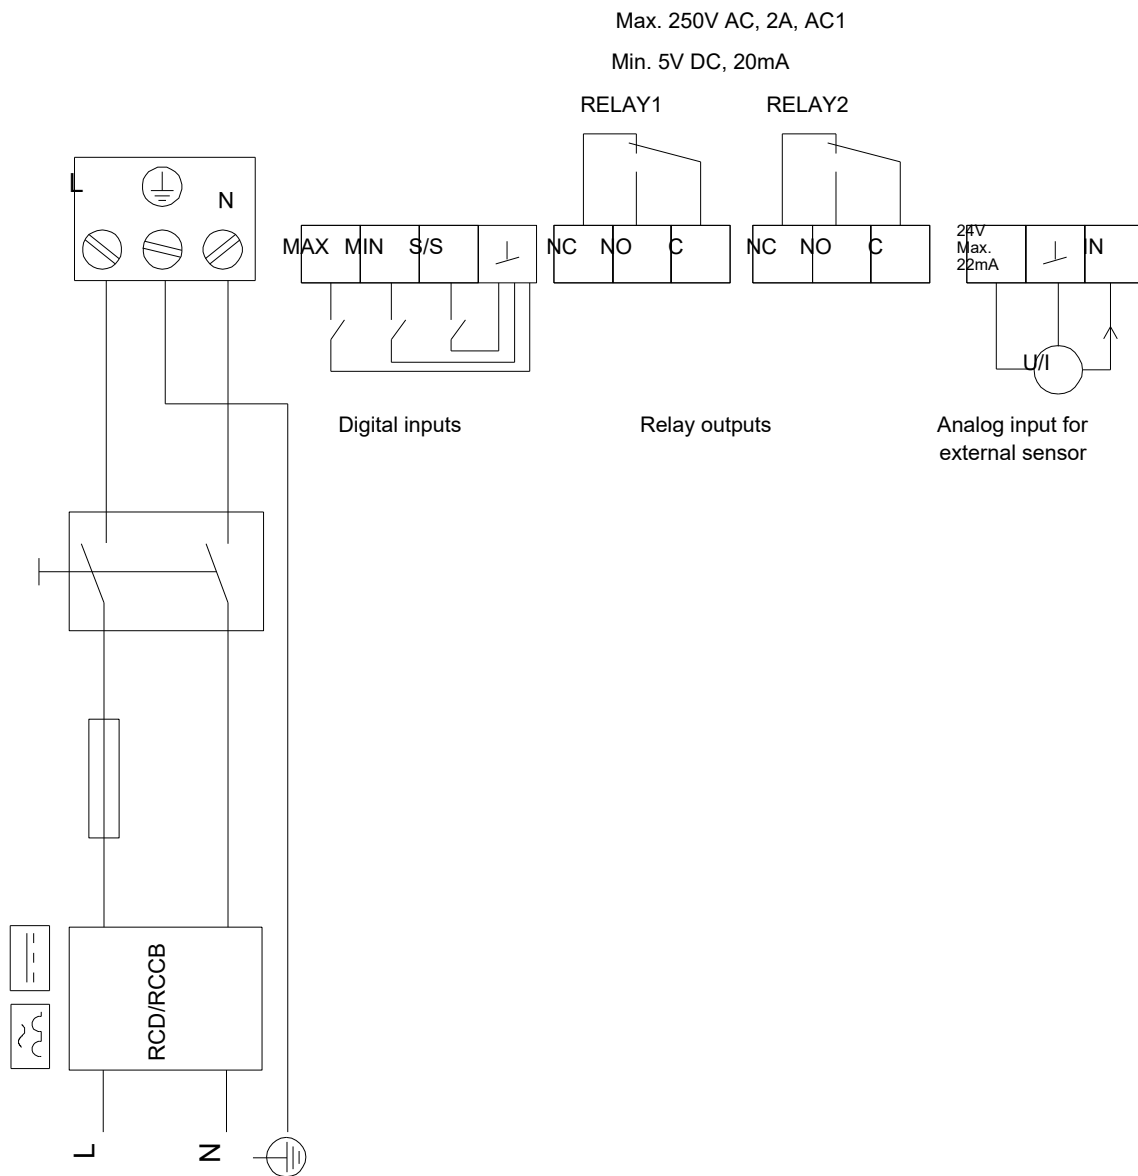 Max. 250V AC, 2A, AC1
Min. 5V DC, 20mA
RELAY1 RELAY2
L N
MAX MIN S/S NC NO C NC NO C 24V IN
Max.
22mA
U/I
Digital inputs Relay outputs Analog input for
external sensor
RCD/RCCB
L N